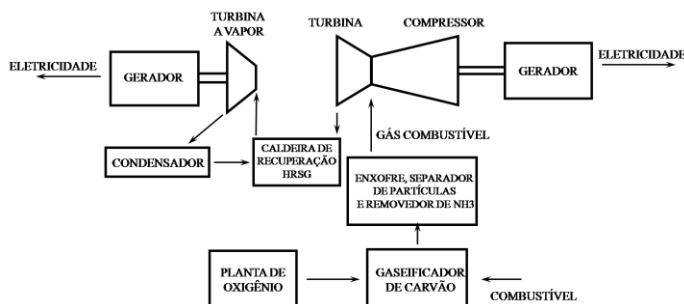 TURBINA
A VAPOR
TURBINA
COMPRESSOR
ELETRICIDADE
GERADOR
GERADOR
ELETRICIDADE
GÁS COMBUSTÍVEL
CONDENSADOR
CALDEIRA DE
RECUPERAÇÃO
HRSG
ENXOFRE, SEPARADOR
DE PARTÍCULAS
E REMOVEDOR DE NH3
PLANTA DE
OXIGÊNIO
GASEIFICADOR
DE CARVÃO
COMBUSTÍVEL